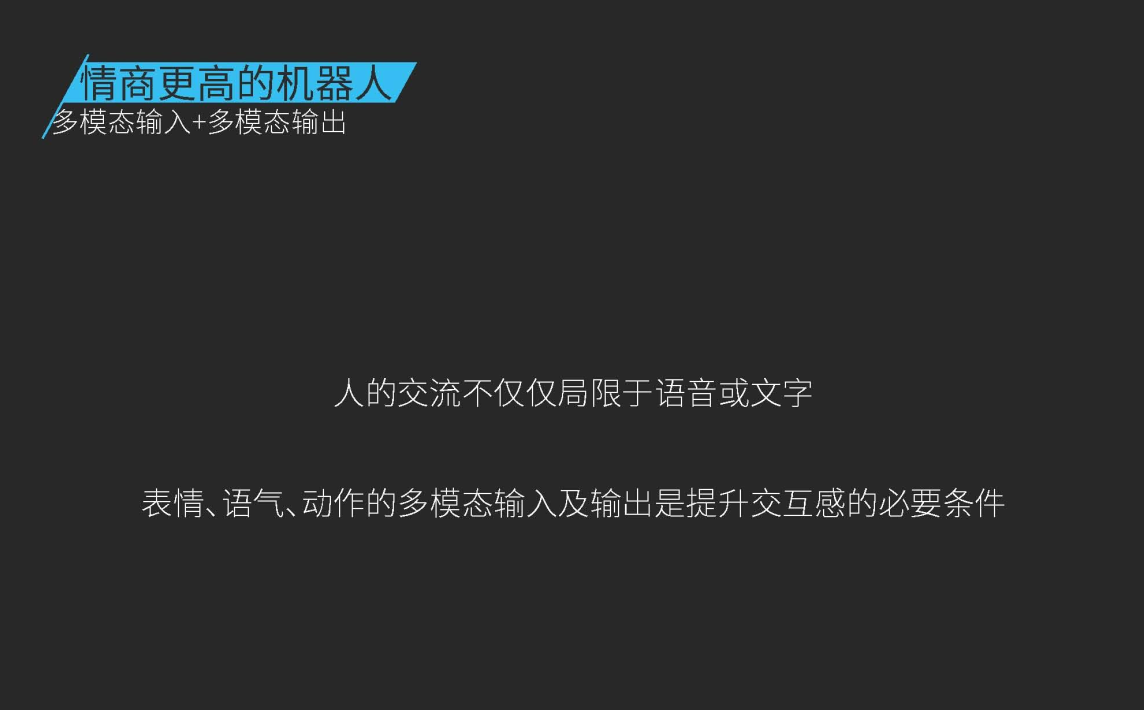 情商更高的机器人
多模态输入+多模态输出
人的交流不仅仅局限于语音或文字
表情、语气、动作的多模态输入及输出是提升交互感的必要条件